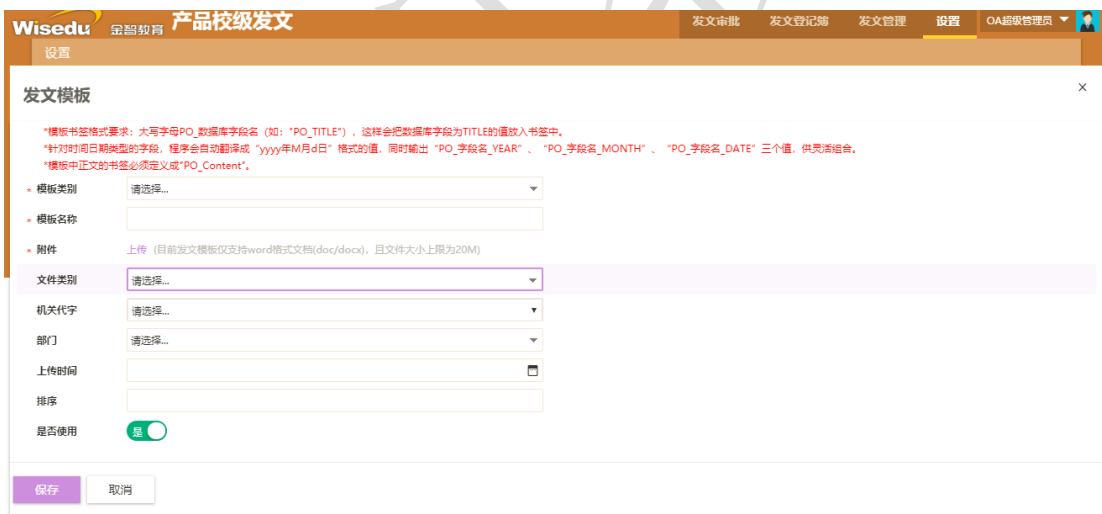 Wisedu 金智教育 产品校级发文 发文审批 发文登记簿 发文管理 设置 OA超级管理员
设置
发文模板 ×
*模板书签格式要求：大写字母PO_数据库字段名（如：“PO_TITLE”），这样会把数据库字段为TITLE的值放入书签中。
*针对时间日期类型的字段，程序会自动翻译成“yyyy年M月d日”格式的值，同时输出“PO_字段名_YEAR”、“PO_字段名_MONTH”、“PO_字段名_DATE”三个值，供灵活组合。
*模板中正文的书签必须定义成“PO_Content”。
* 模板类别 请选择...
* 模板名称
* 附件 上传 (目前发文模板仅支持word格式文档(doc/docx)，且文件大小上限为20M)
文件类别 请选择...
机关代字 请选择...
部门 请选择...
上传时间
排序
是否使用 是
保存 取消